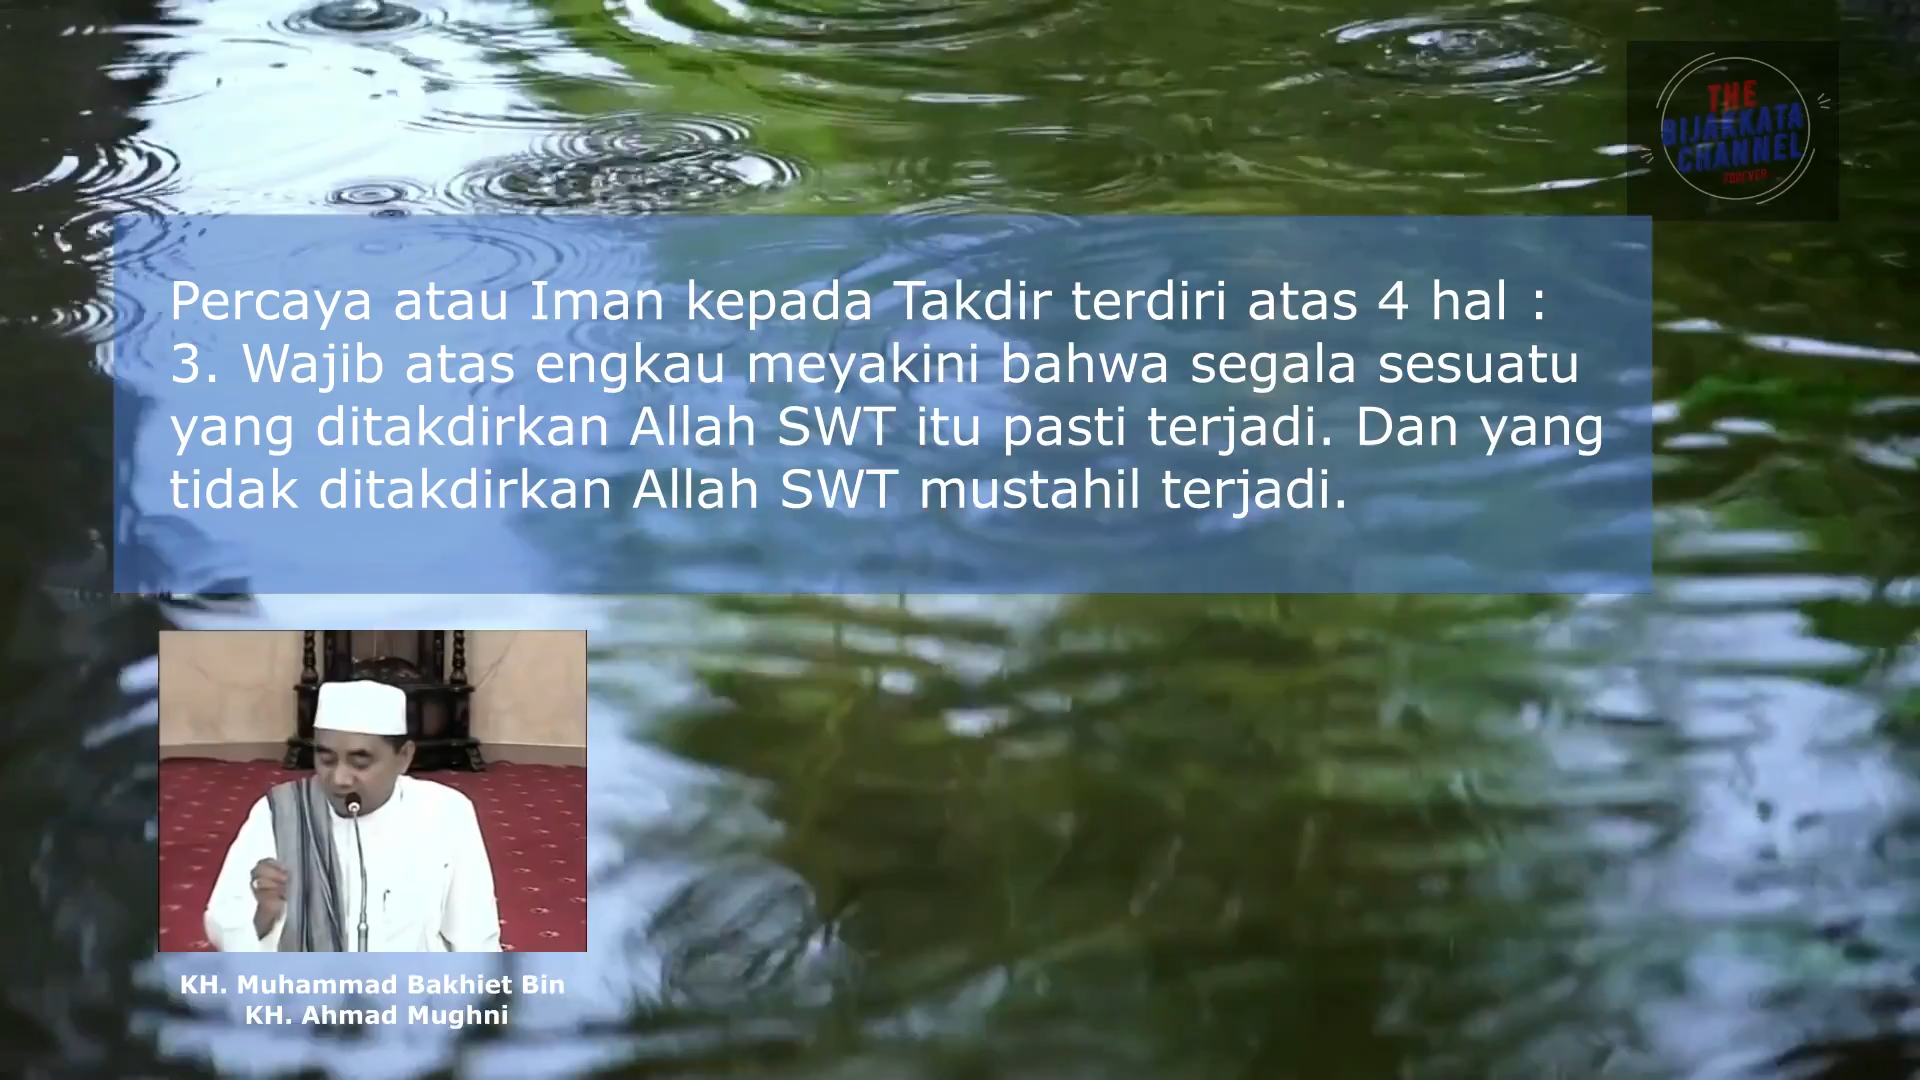 THE
BIJAKKATA
CHANNEL
FOREVER
Percaya atau Iman kepada Takdir terdiri atas 4 hal :
3. Wajib atas engkau meyakini bahwa segala sesuatu
yang ditakdirkan Allah SWT itu pasti terjadi. Dan yang
tidak ditakdirkan Allah SWT mustahil terjadi.
KH. Muhammad Bakhiet Bin
KH. Ahmad Mughni